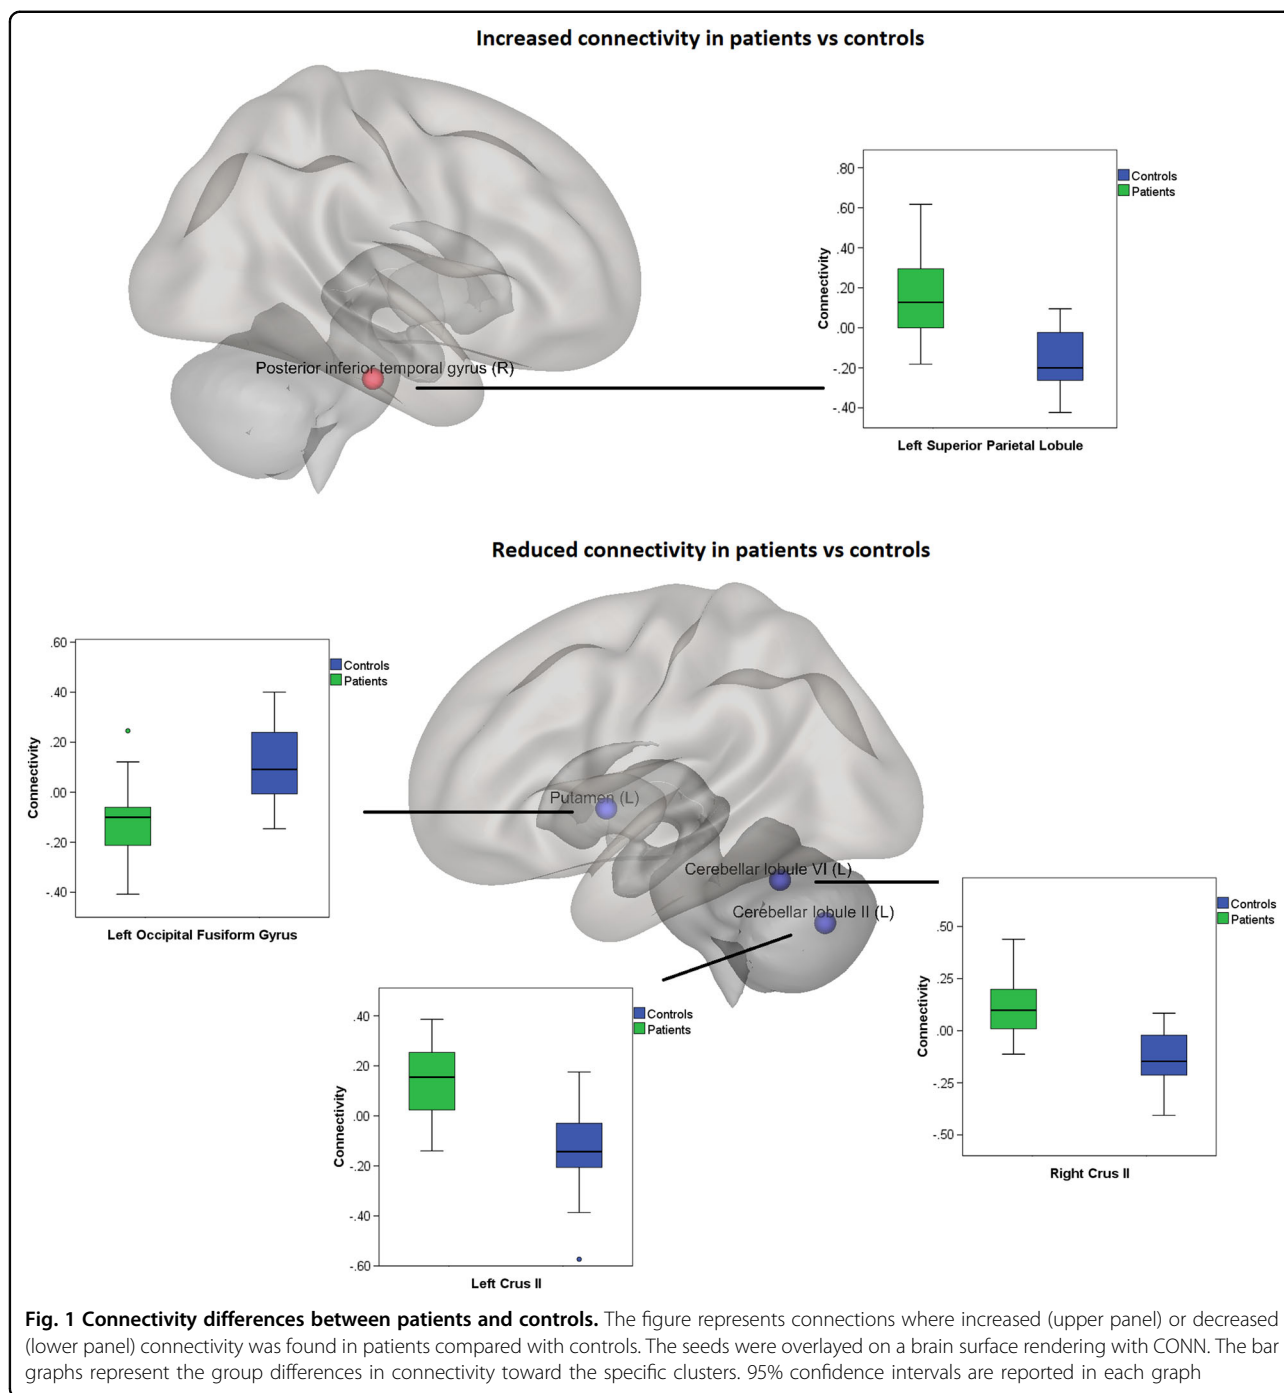 Increased connectivity in patients vs controls
.80
.60
.40
.20
.00
-.20
-.40
Connectivity
Controls
Patients
Left Superior Parietal Lobule
Posterior inferior temporal gyrus (R)
Reduced connectivity in patients vs controls
.60
.40
.20
.00
-.20
-.40
Connectivity
Controls
Patients
Left Occipital Fusiform Gyrus
Putamen (L)
Cerebellar lobule VI (L)
Cerebellar lobule II (L)
.50
.25
.00
-.25
-.50
Connectivity
Controls
Patients
Right Crus II
.40
.20
.00
-.20
-.40
-.60
Connectivity
Controls
Patients
Left Crus II
Fig. 1 Connectivity differences between patients and controls. The figure represents connections where increased (upper panel) or decreased
(lower panel) connectivity was found in patients compared with controls. The seeds were overlayed on a brain surface rendering with CONN. The bar
graphs represent the group differences in connectivity toward the specific clusters. 95% confidence intervals are reported in each graph